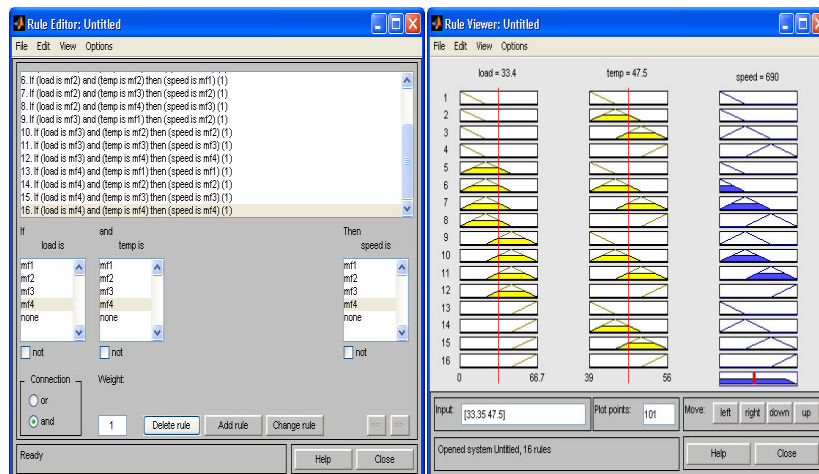 Rule Editor: Untitled
File Edit View Options
6. If (load is mf2) and (temp is mf2) then (speed is mf1) (1)
7. If (load is mf2) and (temp is mf3) then (speed is mf2) (1)
8. If (load is mf2) and (temp is mf4) then (speed is mf3) (1)
9. If (load is mf3) and (temp is mf1) then (speed is mf1) (1)
10. If (load is mf3) and (temp is mf2) then (speed is mf2) (1)
11. If (load is mf3) and (temp is mf3) then (speed is mf3) (1)
12. If (load is mf3) and (temp is mf4) then (speed is mf4) (1)
13. If (load is mf4) and (temp is mf1) then (speed is mf1) (1)
14. If (load is mf4) and (temp is mf2) then (speed is mf2) (1)
15. If (load is mf4) and (temp is mf3) then (speed is mf3) (1)
16. If (load is mf4) and (temp is mf4) then (speed is mf4) (1)
If and Then
load is temp is speed is
mf1 mf1 mf1
mf2 mf2 mf2
mf3 mf3 mf3
mf4 mf4 mf4
none none none
not not not
Connection Weight:
or
and 1 Delete rule Add rule Change rule << >>
Ready Help Close
Rule Viewer: Untitled
File Edit View Options
load = 33.4 temp = 47.5 speed = 690
1
2
3
4
5
6
7
8
9
10
11
12
13
14
15
16
0 66.7 39 56
Input: [33.35 47.5] Plot points: 101 Move: left right down up
Opened system Untitled, 16 rules Help Close